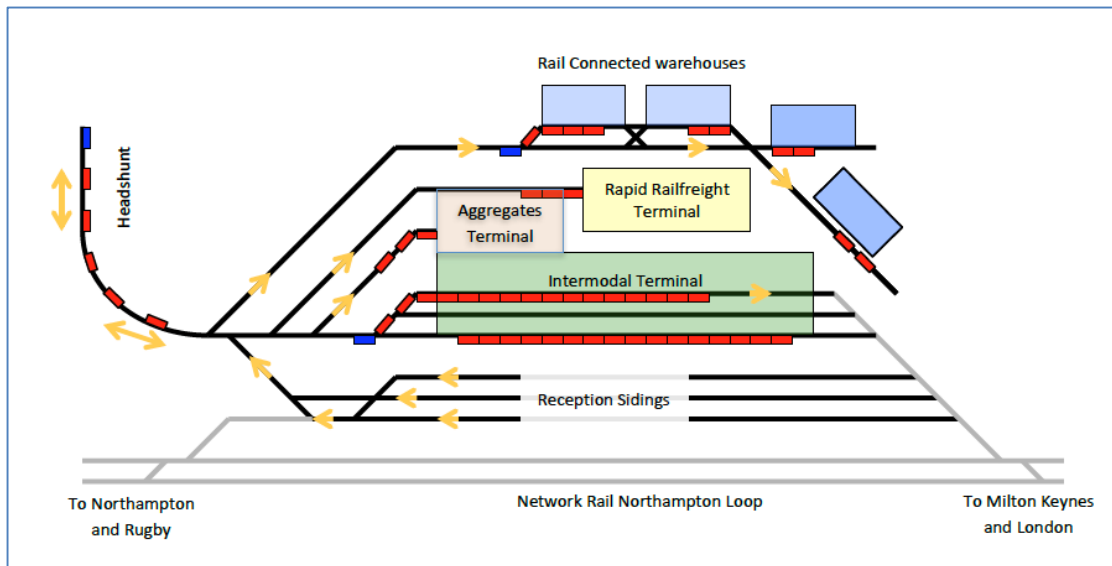 Rail Connected warehouses
Headshunt
Rapid Railfreight
Terminal
Aggregates
Terminal
Intermodal Terminal
Reception Sidings
To Northampton
and Rugby
Network Rail Northampton Loop
To Milton Keynes
and London